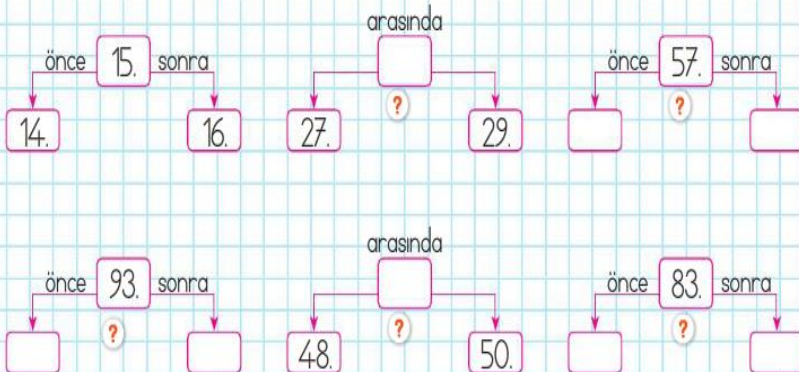 arasında
önce 15. sonra
önce 57. sonra
?
?
14.
16.
27.
29.
arasında
önce 93. sonra
önce 83. sonra
?
?
?
48.
50.